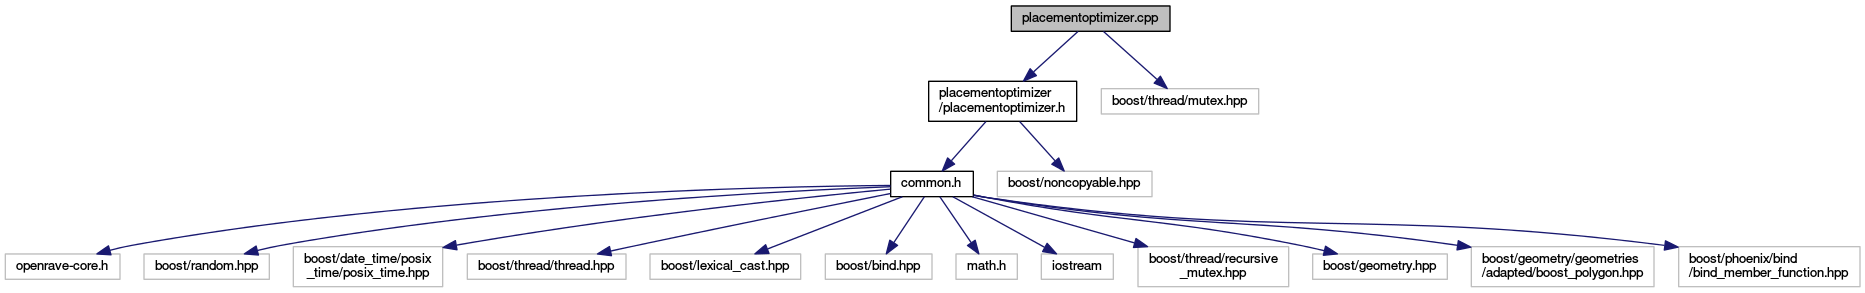 placementoptimizer.cpp
placementoptimizer
/placementoptimizer.h
boost/thread/mutex.hpp
common.h
boost/noncopyable.hpp
openrave-core.h
boost/random.hpp
boost/date_time/posix
_time/posix_time.hpp
boost/thread/thread.hpp
boost/lexical_cast.hpp
boost/bind.hpp
math.h
iostream
boost/thread/recursive
_mutex.hpp
boost/geometry.hpp
boost/geometry/geometries
/adapted/boost_polygon.hpp
boost/phoenix/bind
/bind_member_function.hpp